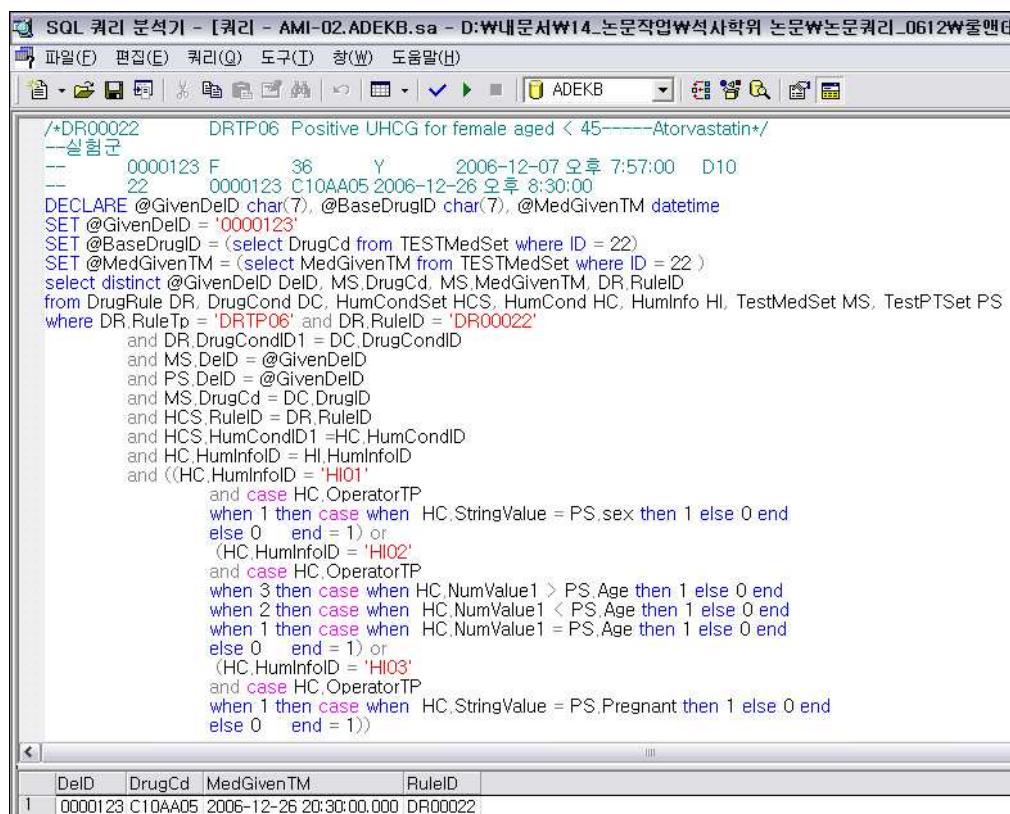 SQL 쿼리 분석기 - [쿼리 - AMI-02.ADEKB.sa - D:₩내문서₩14_논문작업₩석사학위 논문₩논문쿼리_0612₩룰앤
파일(F) 편집(E) 쿼리(Q) 도구(T) 창(W) 도움말(H)
ADEKB
/*DR00022 DRTP06 Positive UHCG for female aged < 45-----Atorvastatin*/
--실험군
-- 0000123 F 36 Y 2006-12-07 오후 7:57:00 D10
-- 22 0000123 C10AA05 2006-12-26 오후 8:30:00
DECLARE @GivenDeID char(7), @BaseDrugID char(7), @MedGivenTM datetime
SET @GivenDeID = '0000123'
SET @BaseDrugID = (select DrugCd from TESTMedSet where ID = 22)
SET @MedGivenTM = (select MedGivenTM from TESTMedSet where ID = 22 )
select distinct @GivenDeID DeID, MS.DrugCd, MS.MedGivenTM, DR.RuleID
from DrugRule DR, DrugCond DC, HumCondSet HCS, HumCond HC, HumInfo HI, TestMedSet MS, TestPTSet PS
where DR.RuleTp = 'DRTP06' and DR.RuleID = 'DR00022'
and DR.DrugCondID1 = DC.DrugCondID
and MS.DeID = @GivenDeID
and PS.DeID = @GivenDeID
and MS.DrugCd = DC.DrugID
and HCS.RuleID = DR.RuleID
and HCS.HumCondID1 =HC.HumCondID
and HC.HumInfoID = HI.HumInfoID
and ((HC.HumInfoID = 'HI01'
and case HC.OperatorTP
when 1 then case when HC.StringValue = PS.sex then 1 else 0 end
else 0 end = 1) or
(HC.HumInfoID = 'HI02'
and case HC.OperatorTP
when 3 then case when HC.NumValue1 > PS.Age then 1 else 0 end
when 2 then case when HC.NumValue1 < PS.Age then 1 else 0 end
when 1 then case when HC.NumValue1 = PS.Age then 1 else 0 end
else 0 end = 1) or
(HC.HumInfoID = 'HI03'
and case HC.OperatorTP
when 1 then case when HC.StringValue = PS.Pregnant then 1 else 0 end
else 0 end = 1))
DeID DrugCd MedGivenTM RuleID
1 0000123 C10AA05 2006-12-26 20:30:00.000 DR00022